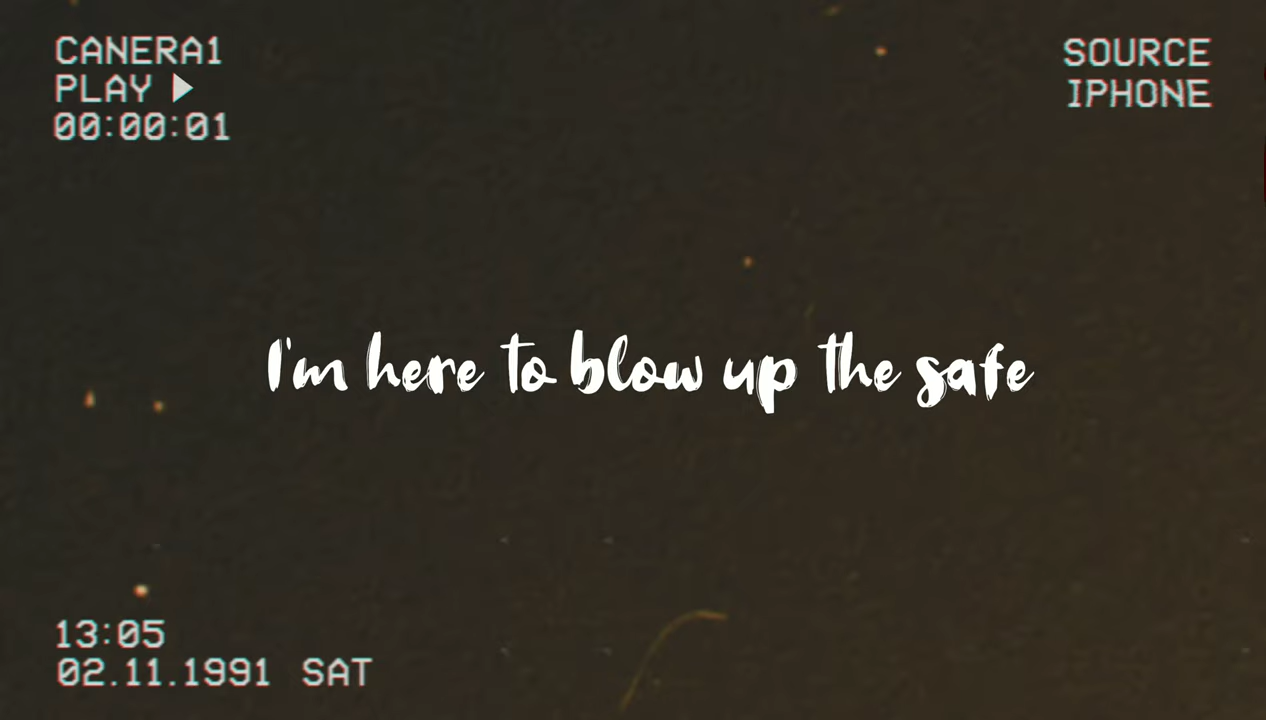 CANERA1
PLAY
00:00:01
SOURCE
IPHONE
I'm here to blow up the safe
13:05
02.11.1991 SAT